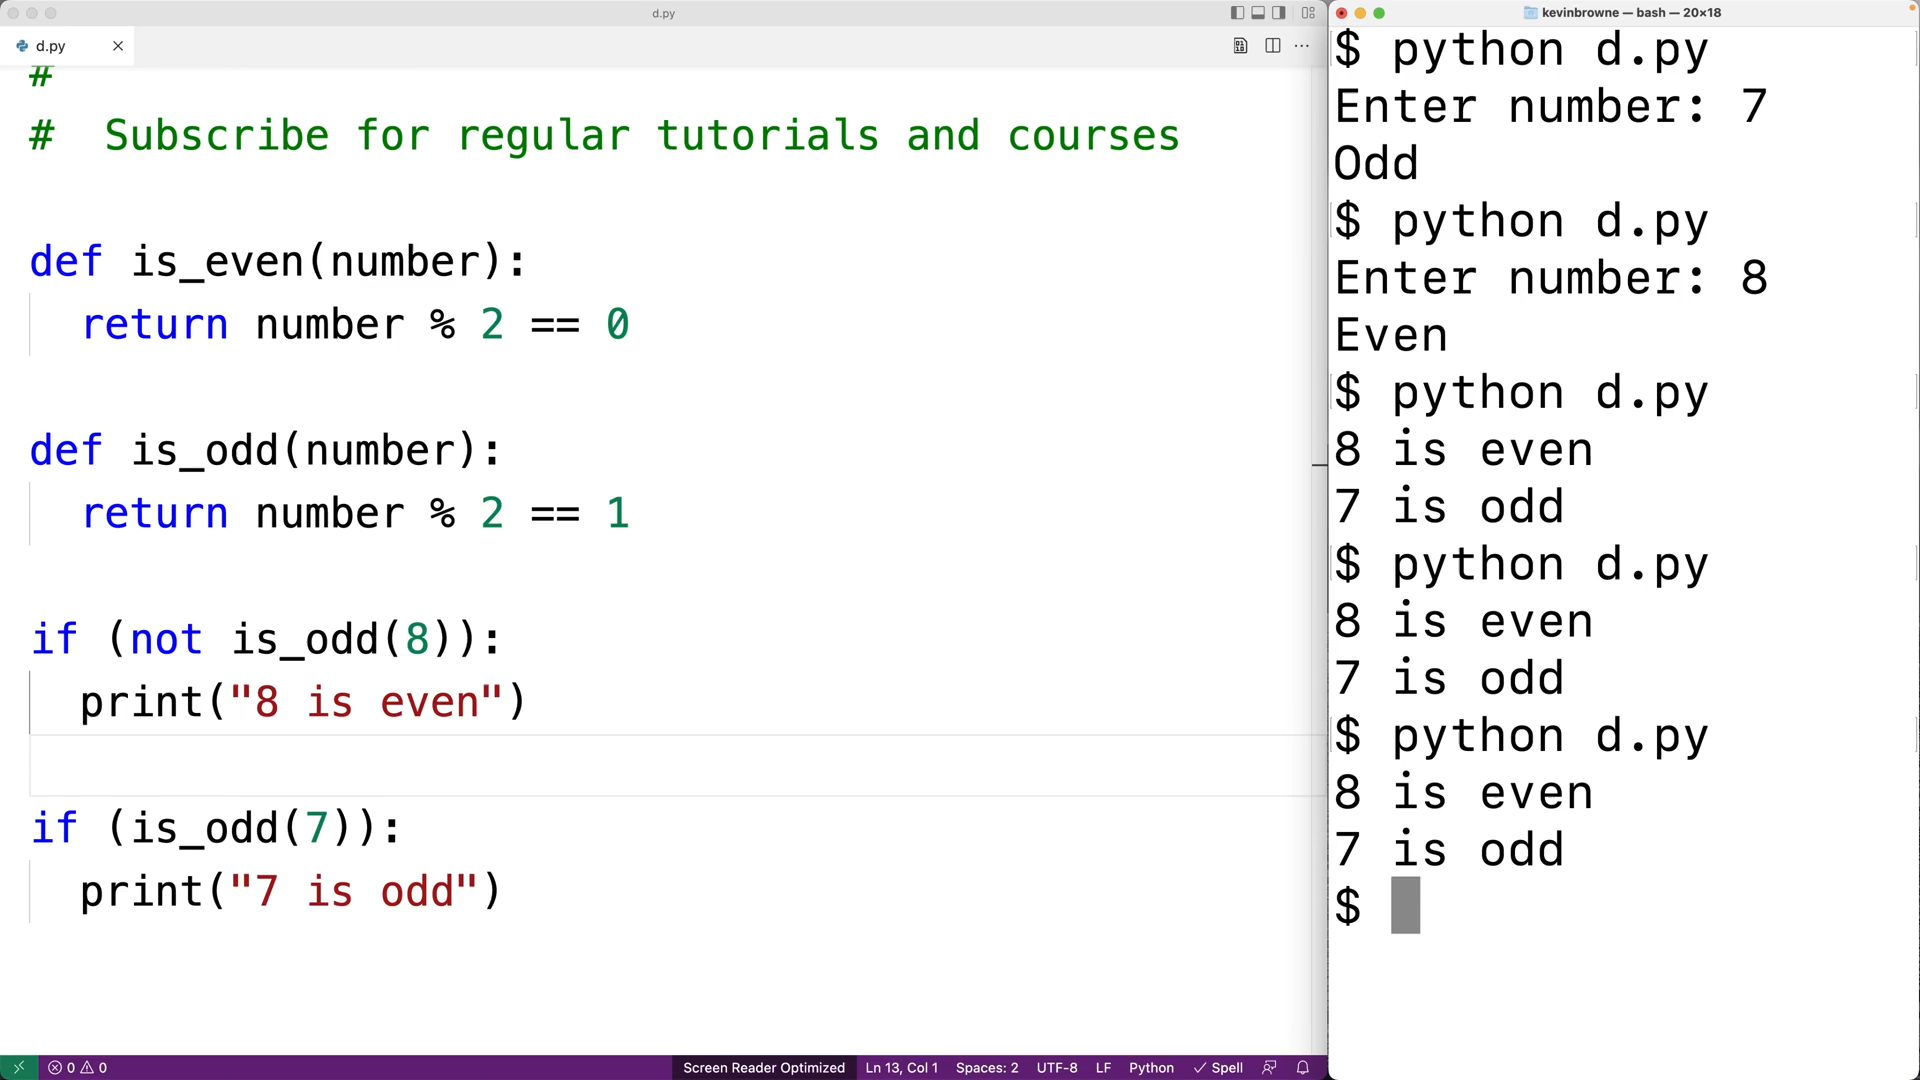 d.py
d.py
#
#  Subscribe for regular tutorials and courses
def is_even(number):
return number % 2 == 0
def is_odd(number):
return number % 2 == 1
if (not is_odd(8)):
print("8 is even")
if (is_odd(7)):
print("7 is odd")
0 0
Screen Reader Optimized
Ln 13, Col 1
Spaces: 2
UTF-8
LF
Python
Spell
kevinbrowne — bash — 20×18
$ python d.py
Enter number: 7
Odd
$ python d.py
Enter number: 8
Even
$ python d.py
8 is even
7 is odd
$ python d.py
8 is even
7 is odd
$ python d.py
8 is even
7 is odd
$